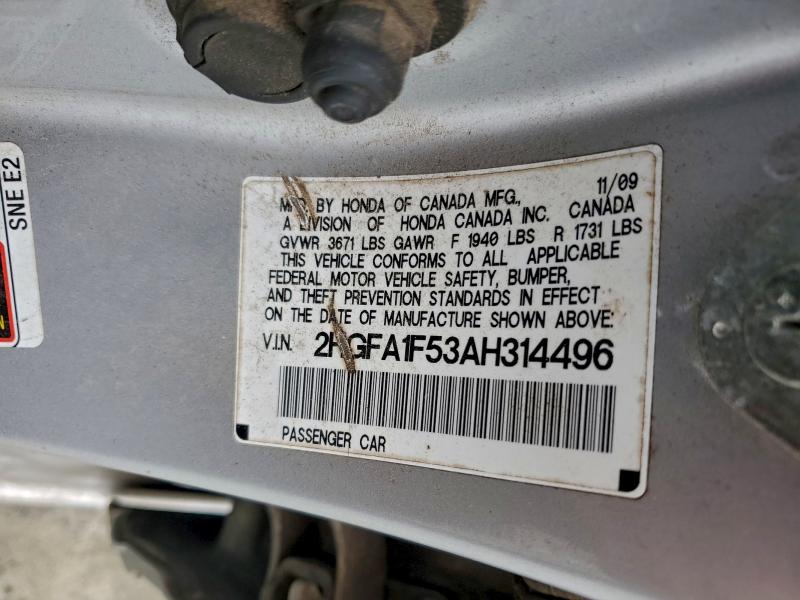 SNE E2
11/09
MFD BY HONDA OF CANADA MFG.,
A DIVISION OF HONDA CANADA INC. CANADA
GVWR 3671 LBS GAWR F 1940 LBS R 1731 LBS
THIS VEHICLE CONFORMS TO ALL APPLICABLE
FEDERAL MOTOR VEHICLE SAFETY, BUMPER,
AND THEFT PREVENTION STANDARDS IN EFFECT
ON THE DATE OF MANUFACTURE SHOWN ABOVE:
V.I.N. 2HGFA1F53AH314496
PASSENGER CAR